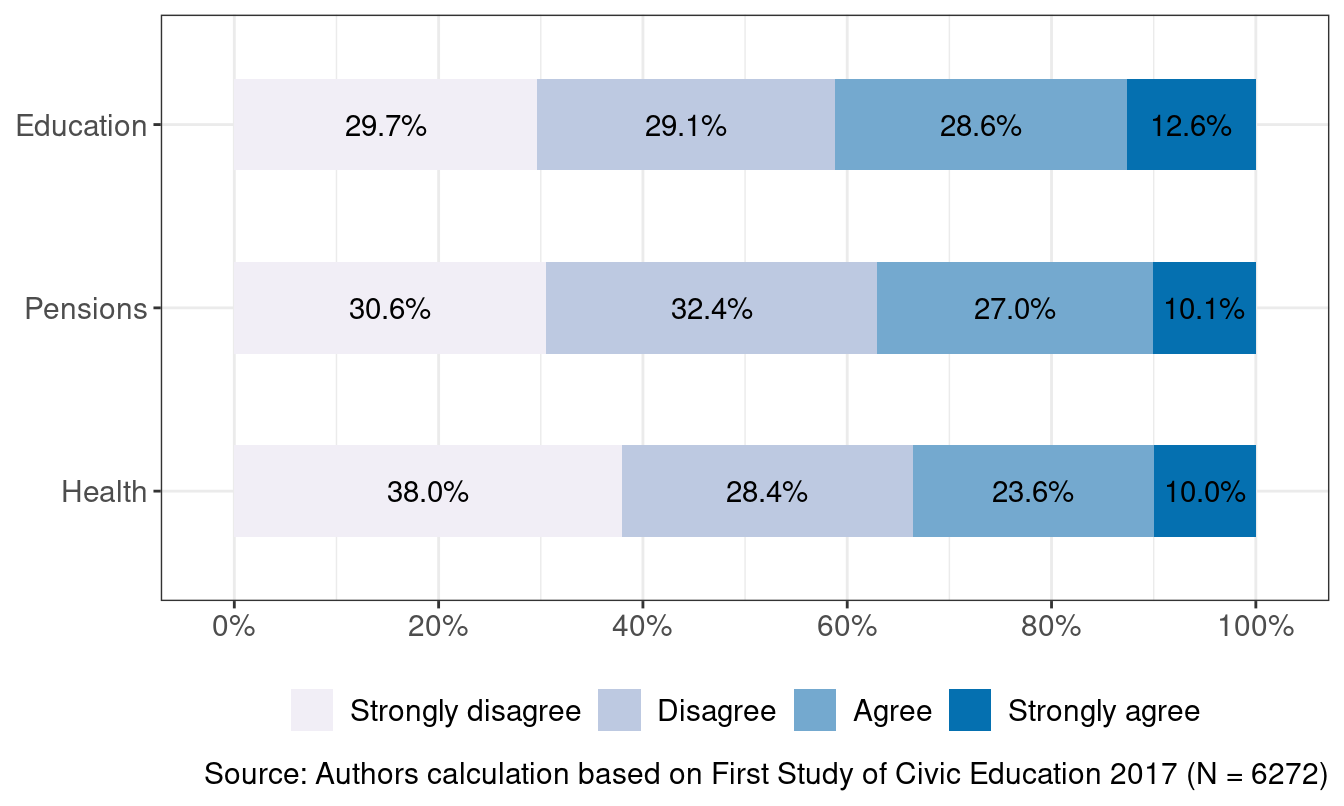 Education 29.7% 29.1% 28.6% 12.6%
Pensions 30.6% 32.4% 27.0% 10.1%
Health 38.0% 28.4% 23.6% 10.0%
0% 20% 40% 60% 80% 100%
Strongly disagree Disagree Agree Strongly agree
Source: Authors calculation based on First Study of Civic Education 2017 (N = 6272)